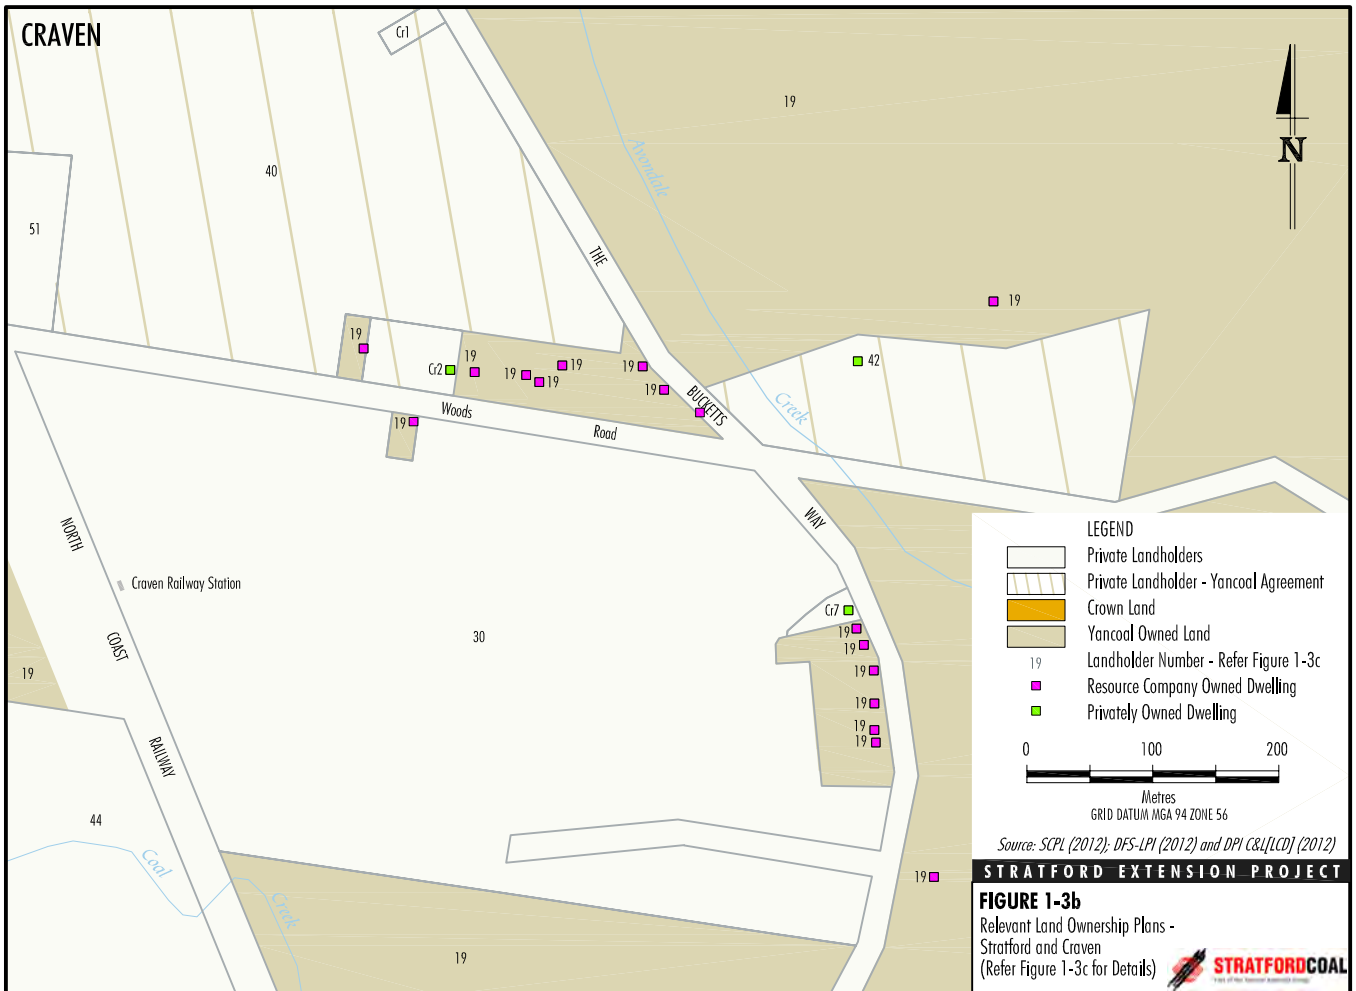 CRAVEN
Cr1
19
Avondale
N
40
51
THE
19
19
19
19
19
Cr2
19
19
19
42
19
BUCKETTS
Creek
Woods
Road
19
WAY
NORTH
Craven Railway Station
COAST
30
Cr7
19
19
19
19
19
19
19
RAILWAY
44
Coal
Creek
19
19
LEGEND
Private Landholders
Private Landholder - Yancoal Agreement
Crown Land
Yancoal Owned Land
19 Landholder Number - Refer Figure 1-3c
Resource Company Owned Dwelling
Privately Owned Dwelling
0 100 200
Metres
GRID DATUM MGA 94 ZONE 56
Source: SCPL (2012); DFS-LPI (2012) and DPI C&L[LCD] (2012)
STRATFORD EXTENSION PROJECT
FIGURE 1-3b
Relevant Land Ownership Plans -
Stratford and Craven
(Refer Figure 1-3c for Details)
STRATFORDCOAL